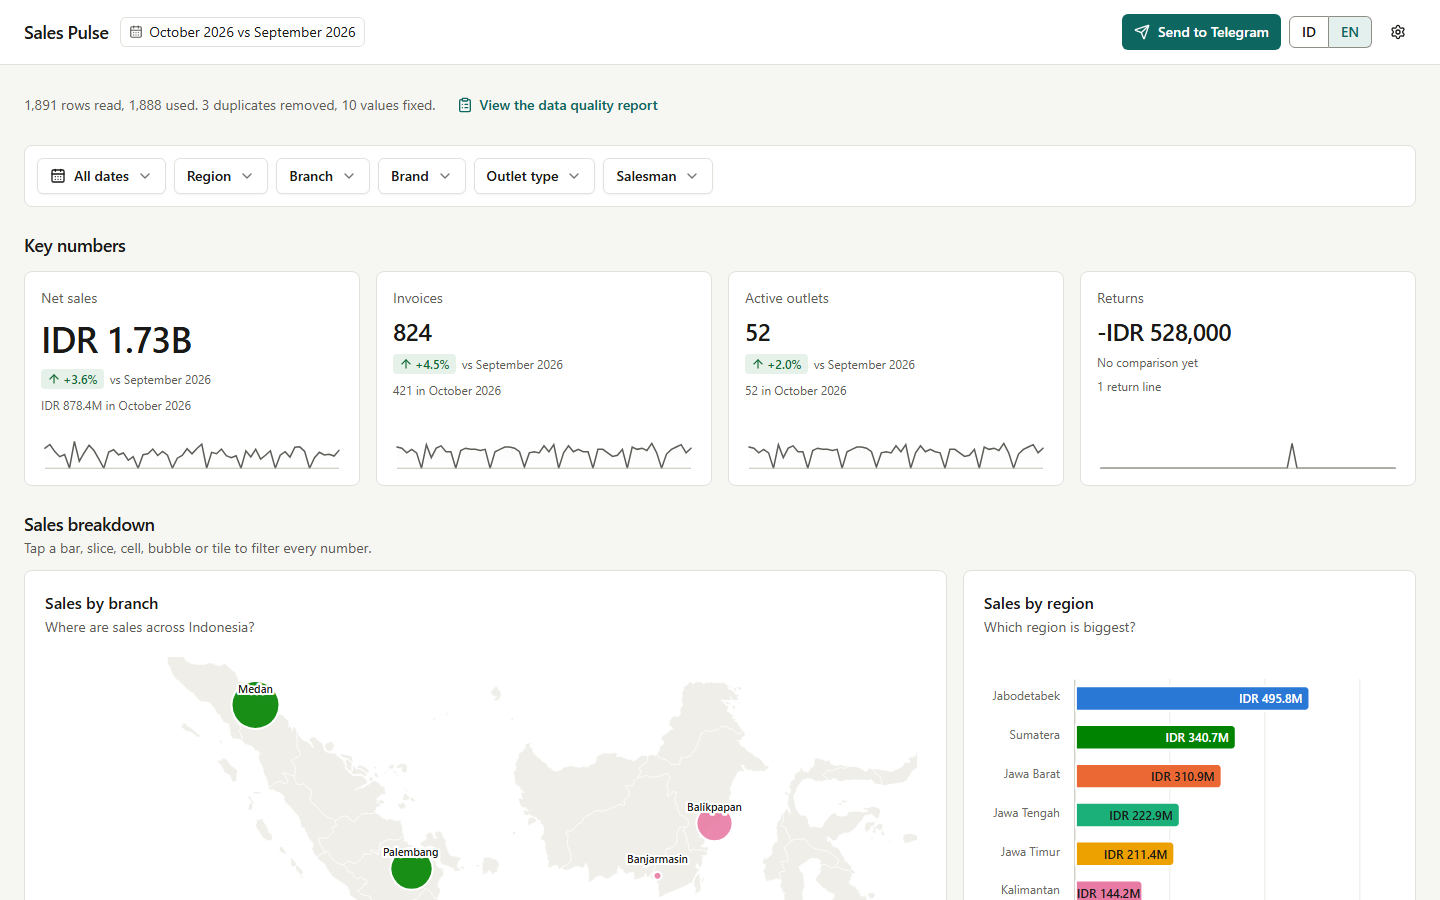 Sales Pulse
October 2026 vs September 2026
Send to Telegram
ID
EN
1,891 rows read, 1,888 used. 3 duplicates removed, 10 values fixed.
View the data quality report
All dates
Region
Branch
Brand
Outlet type
Salesman
Key numbers
Net sales
IDR 1.73B
+3.6%
vs September 2026
IDR 878.4M in October 2026
Invoices
824
+4.5%
vs September 2026
421 in October 2026
Active outlets
52
+2.0%
vs September 2026
52 in October 2026
Returns
-IDR 528,000
No comparison yet
1 return line
Sales breakdown
Tap a bar, slice, cell, bubble or tile to filter every number.
Sales by branch
Where are sales across Indonesia?
Medan
Balikpapan
Palembang
Banjarmasin
Sales by region
Which region is biggest?
Jabodetabek
IDR 495.8M
Sumatera
IDR 340.7M
Jawa Barat
IDR 310.9M
Jawa Tengah
IDR 222.9M
Jawa Timur
IDR 211.4M
Kalimantan
IDR 144.2M